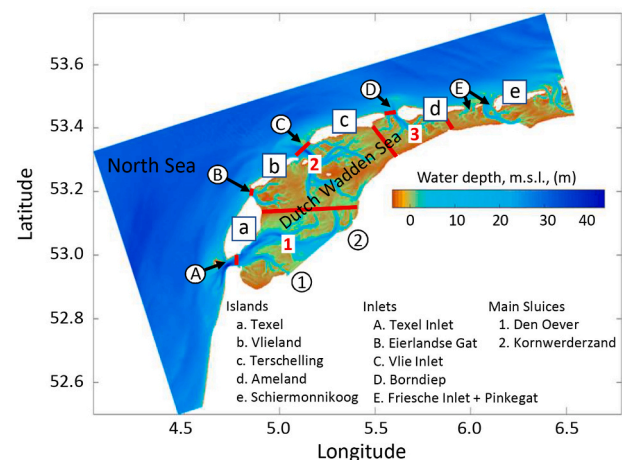 53.6
53.4
53.2
53.0
52.8
52.6
Latitude
North Sea
Dutch Wadden Sea
A
B
C
D
E
a
b
c
d
e
1
2
3
①
②
Water depth, m.s.l., (m)
0 10 20 30 40
Islands
a. Texel
b. Vlieland
c. Terschelling
d. Ameland
e. Schiermonnikoog
Inlets
A. Texel Inlet
B. Eierlandse Gat
C. Vlie Inlet
D. Borndiep
E. Friesche Inlet + Pinkegat
Main Sluices
1. Den Oever
2. Kornwerderzand
4.5 5.0 5.5 6.0 6.5
Longitude